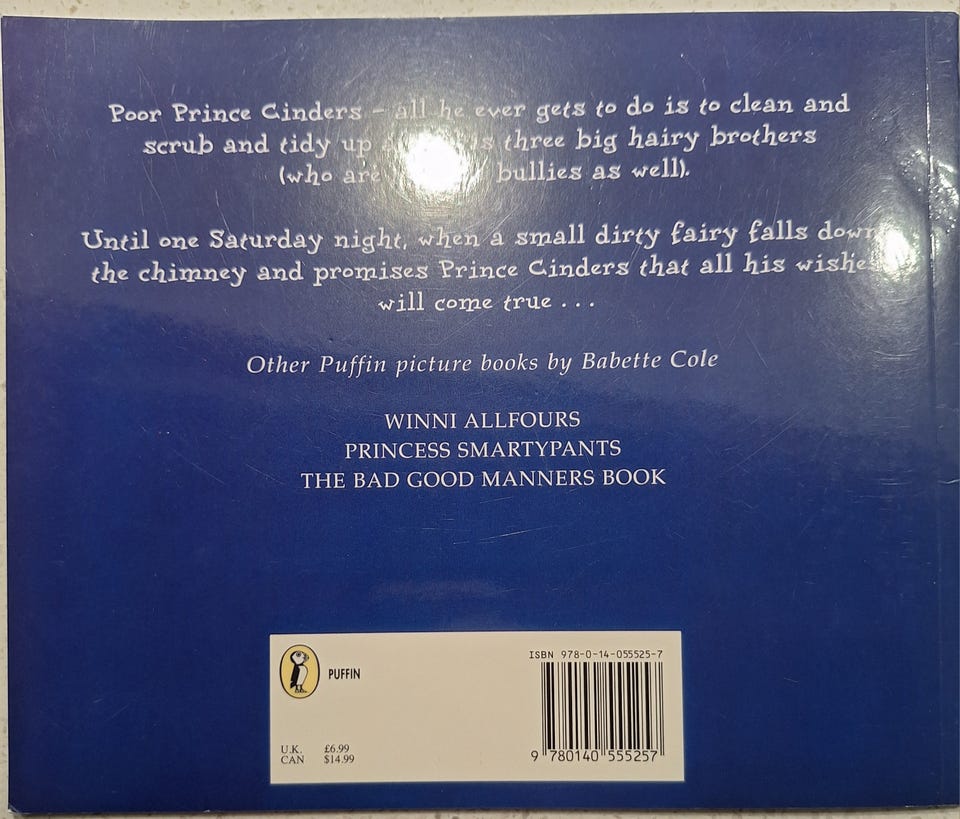 Poor Prince Cinders – all he ever gets to do is to clean and
scrub and tidy up three big hairy brothers
(who are bullies as well).
Until one Saturday night, when a small dirty fairy falls down
the chimney and promises Prince Cinders that all his wishes
will come true . . .
Other Puffin picture books by Babette Cole
WINNI ALLFOURS
PRINCESS SMARTYPANTS
THE BAD GOOD MANNERS BOOK
PUFFIN
U.K. £6.99
CAN $14.99
ISBN 978-0-14-055525-7
9 780140 555257